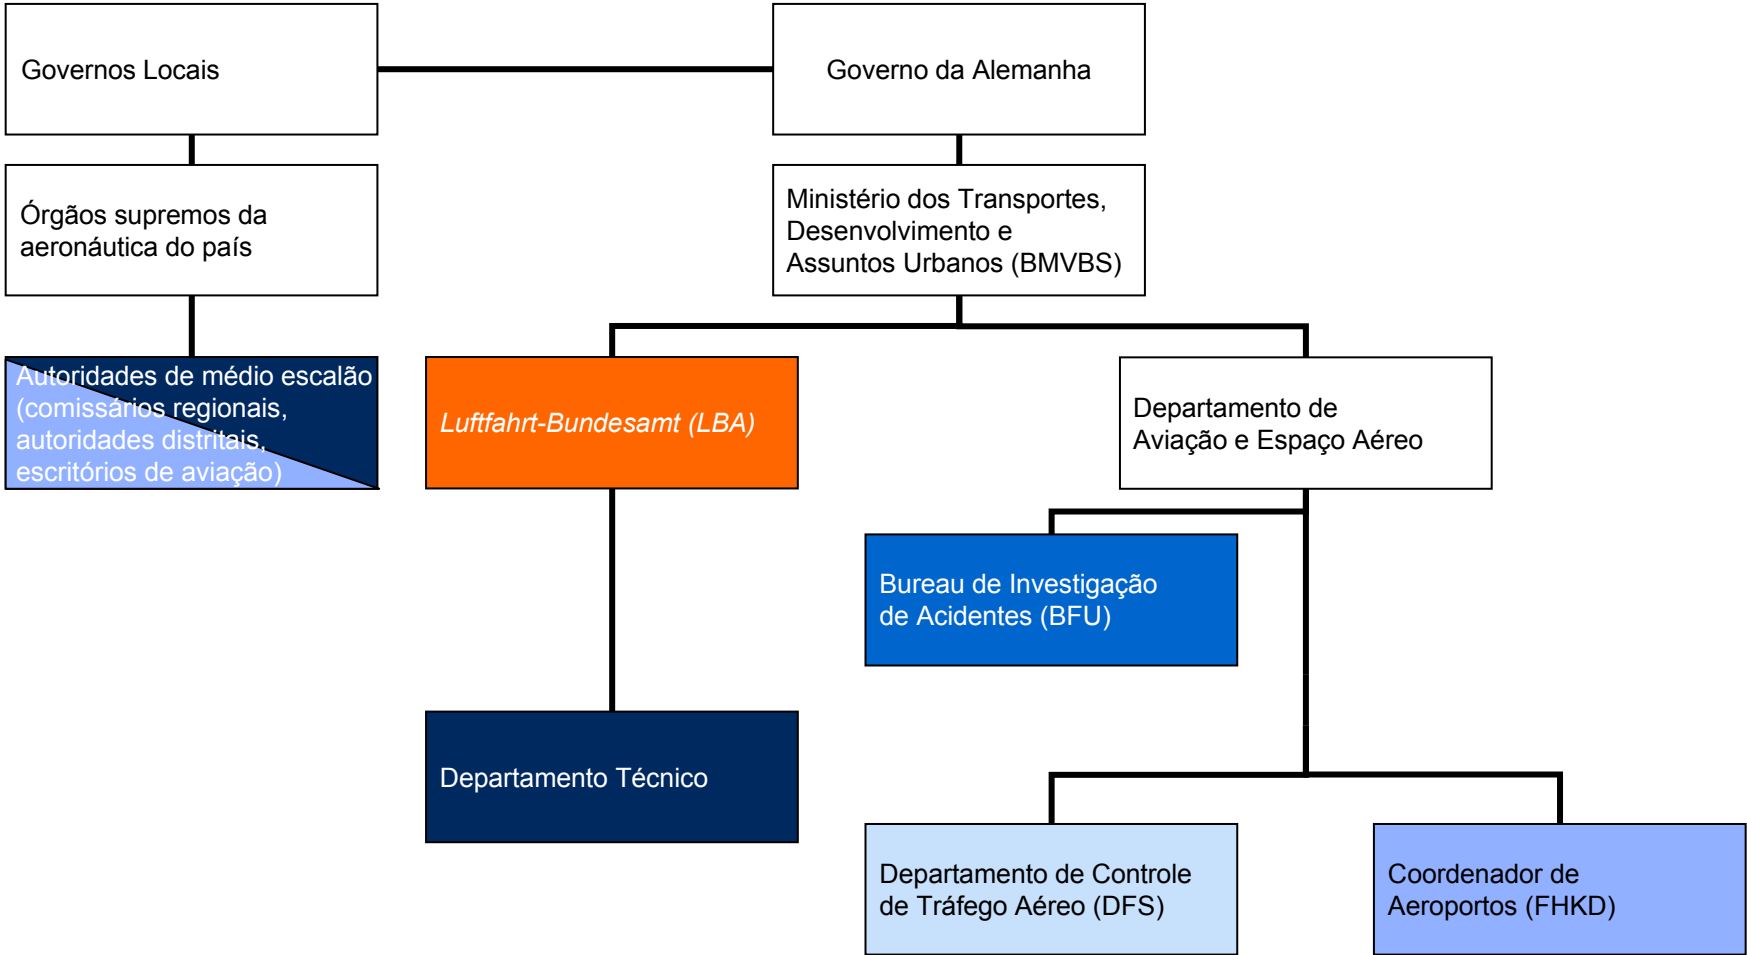 Governos Locais
Governo da Alemanha
Órgãos supremos da
aeronáutica do país
Ministério dos Transportes,
Desenvolvimento e
Assuntos Urbanos (BMVBS)
Autoridades de médio escalão
(comissários regionais,
autoridades distritais,
escritórios de aviação)
Luftfahrt-Bundesamt (LBA)
Departamento de
Aviação e Espaço Aéreo
Bureau de Investigação
de Acidentes (BFU)
Departamento Técnico
Departamento de Controle
de Tráfego Aéreo (DFS)
Coordenador de
Aeroportos (FHKD)